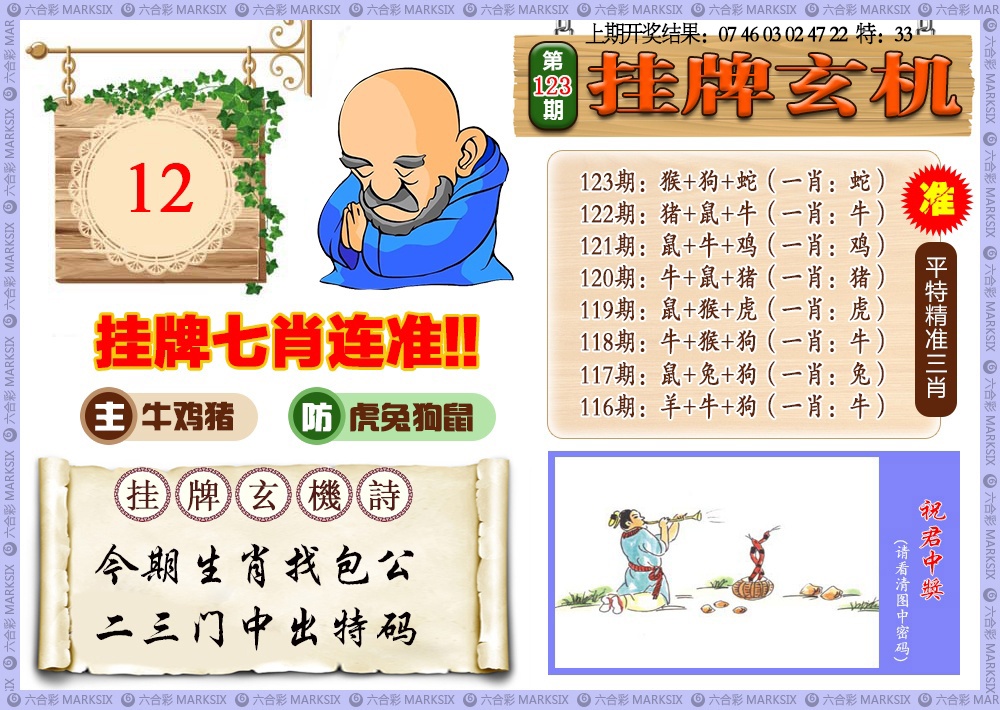 上期开奖结果：07 46 03 02 47 22 特：33
第
123
期
挂牌玄机
12
挂牌七肖连准!!
主 牛鸡猪
防 虎兔狗鼠
挂牌玄機詩
今期生肖找包公
二三门中出特码
123期：猴+狗+蛇（一肖：蛇）
122期：猪+鼠+牛（一肖：牛）
121期：鼠+牛+鸡（一肖：鸡）
120期：牛+鼠+猪（一肖：猪）
119期：鼠+猴+虎（一肖：虎）
118期：牛+猴+狗（一肖：牛）
117期：鼠+兔+狗（一肖：兔）
116期：羊+牛+狗（一肖：牛）
准
平特精准三肖
祝君中獎
（请看清图中密码）
六合彩 MARKSIX